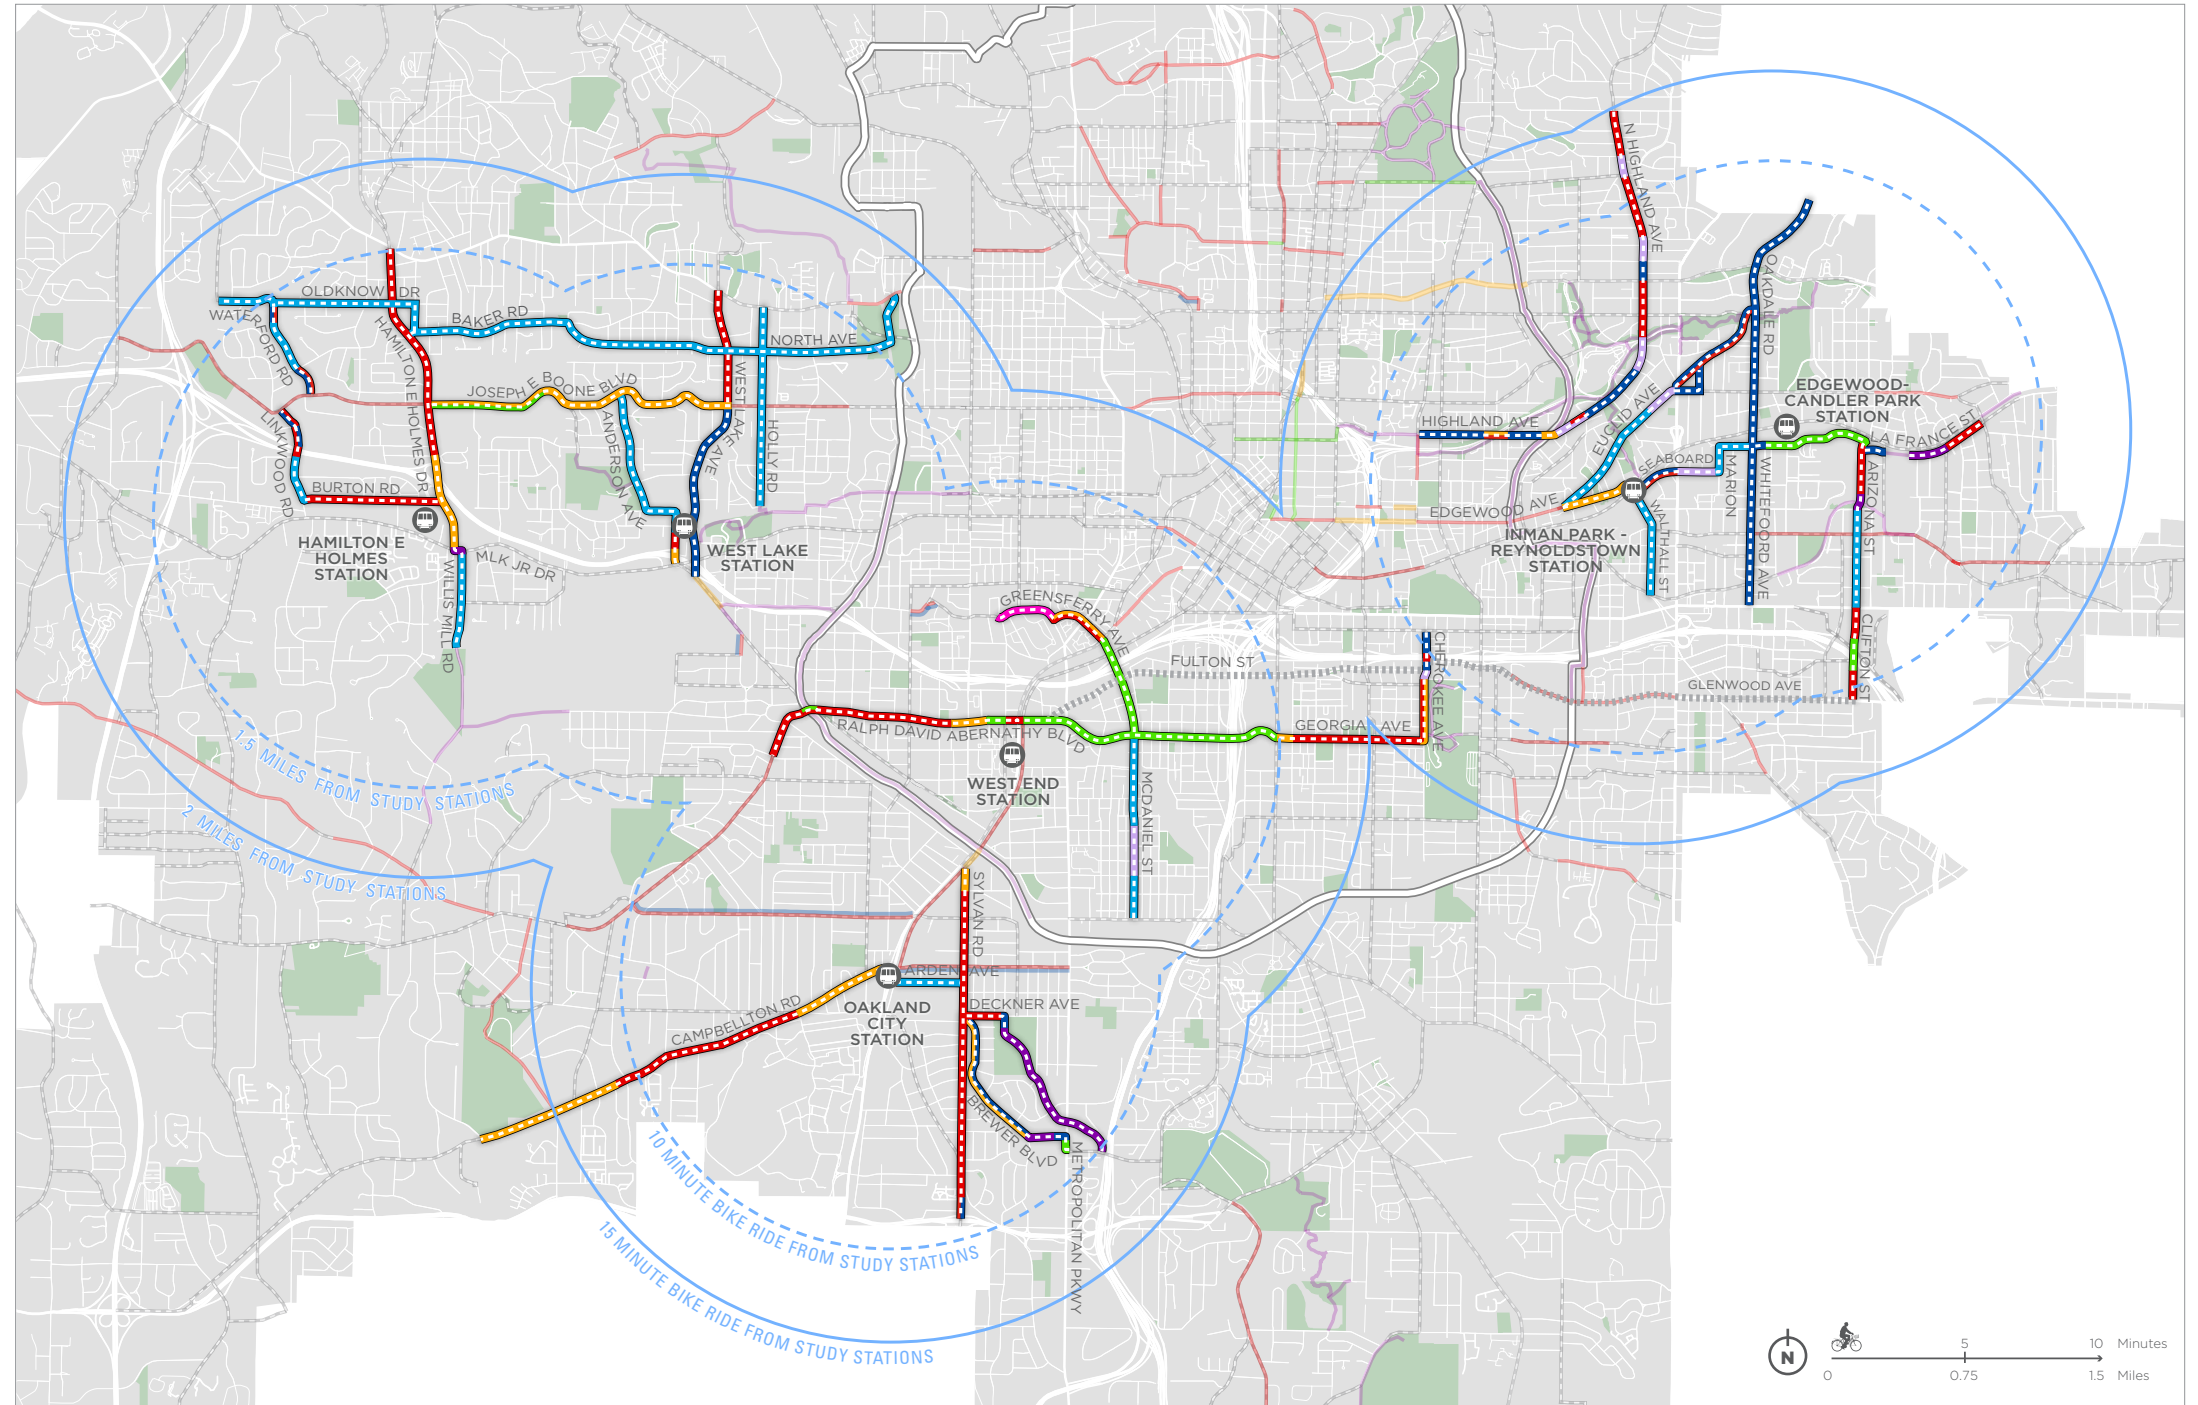 N HIGHLAND AVE
OAKDALE RD
OLDKNOW DR
WATERFORD RD
BAKER RD
HAMILTON E HOLMES DR
NORTH AVE
JOSEPH E BOONE BLVD
WEST LAKE AVE
HOLLY RD
ANDERSON AVE
LINKWOOD RD
BURTON RD
HAMILTON E
HOLMES
STATION
MLK JR DR
WILLIS MILL RD
WEST LAKE
STATION
HIGHLAND AVE
EUCLID AVE
EDGEWOOD-
CANDLER PARK
STATION
LA FRANCE ST
SEABOARD
MARION
WHITEFORD AVE
ARIZONA ST
EDGEWOOD AVE
WALTHALL ST
INMAN PARK -
REYNOLDSTOWN
STATION
CLIFTON ST
GLENWOOD AVE
GREENSFERRY AVE
FULTON ST
CHEROKEE AVE
GEORGIA AVE
RALPH DAVID ABERNATHY BLVD
WEST END
STATION
MCDANIEL ST
1.5 MILES FROM STUDY STATIONS
2 MILES FROM STUDY STATIONS
SYLVAN RD
ARDEN AVE
OAKLAND
CITY
STATION
DECKNER AVE
CAMPBELLTON RD
BREWER BLVD
METROPOLITAN PKWY
10 MINUTE BIKE RIDE FROM STUDY STATIONS
15 MINUTE BIKE RIDE FROM STUDY STATIONS
N
5 10 Minutes
0 0.75 1.5 Miles